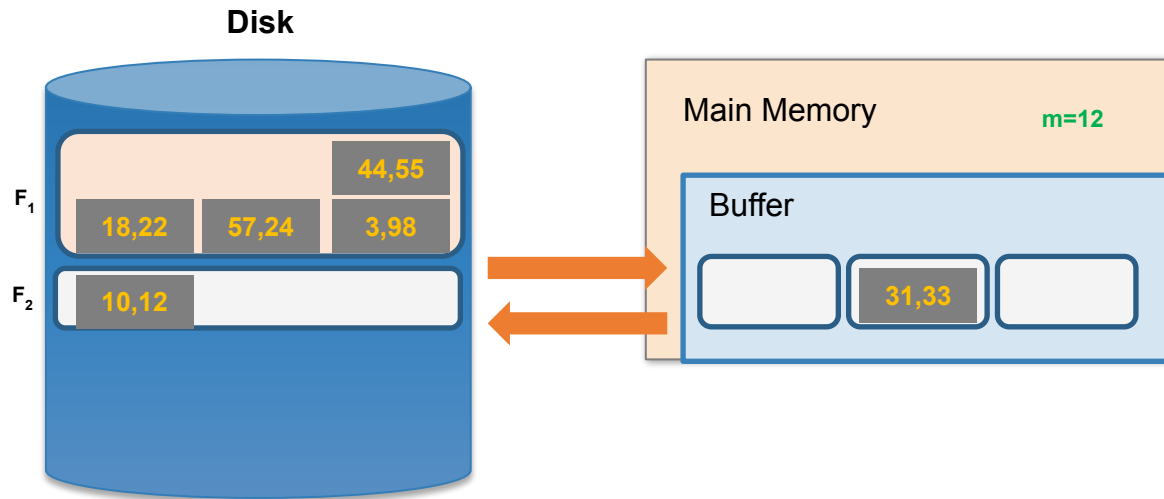 Disk
Main Memory
m=12
F1
44,55
18,22
57,24
3,98
Buffer
F2
10,12
31,33